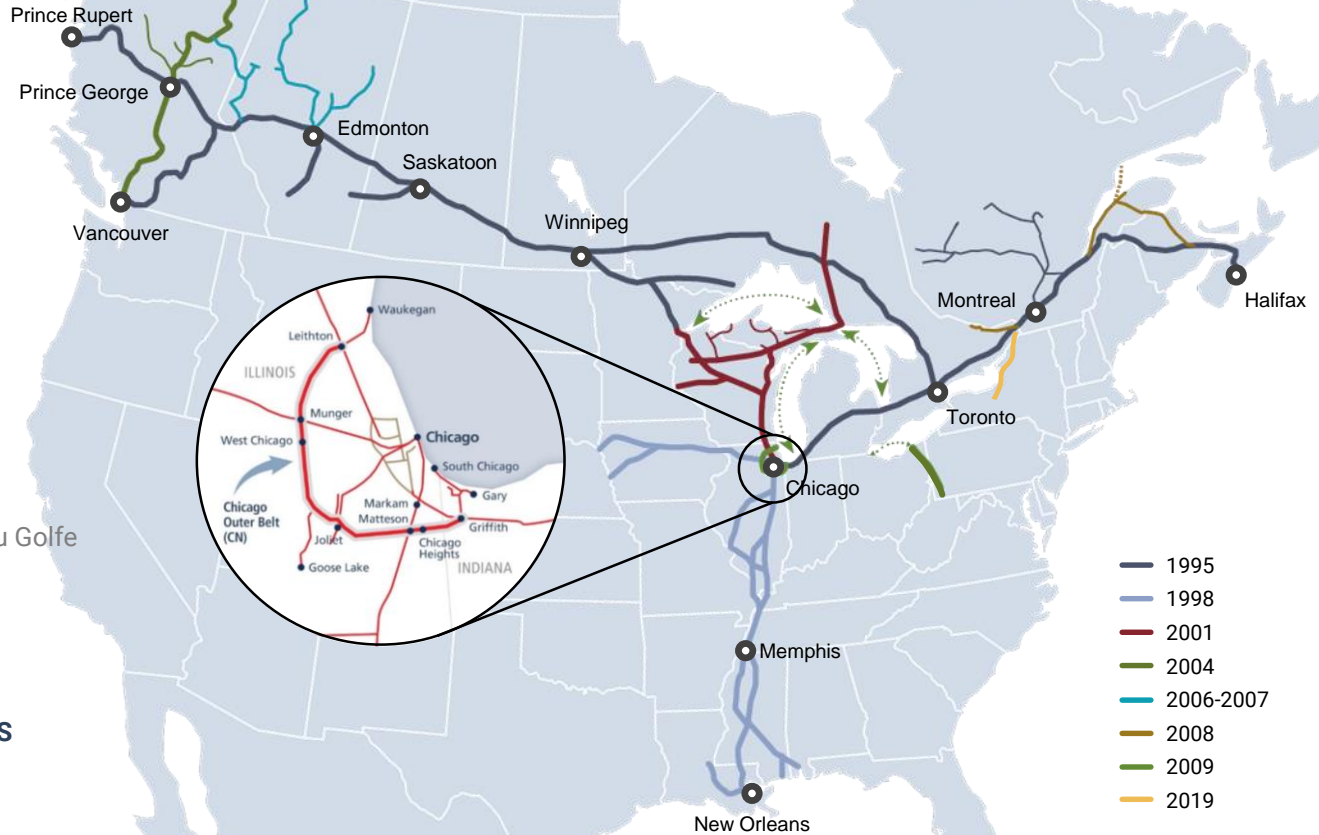 Prince Rupert
Prince George
Edmonton
Saskatoon
Vancouver
Winnipeg
Montreal
Halifax
Toronto
Chicago
Memphis
New Orleans
Waukegan
Leithton
ILLINOIS
Munger
West Chicago
Chicago
South Chicago
Gary
Chicago
Outer Belt
(CN)
Markam
Matteson
Griffith
Joliet
Chicago
Heights
Goose Lake
INDIANA
u Golfe
s
1995
1998
2001
2004
2006-2007
2008
2009
2019